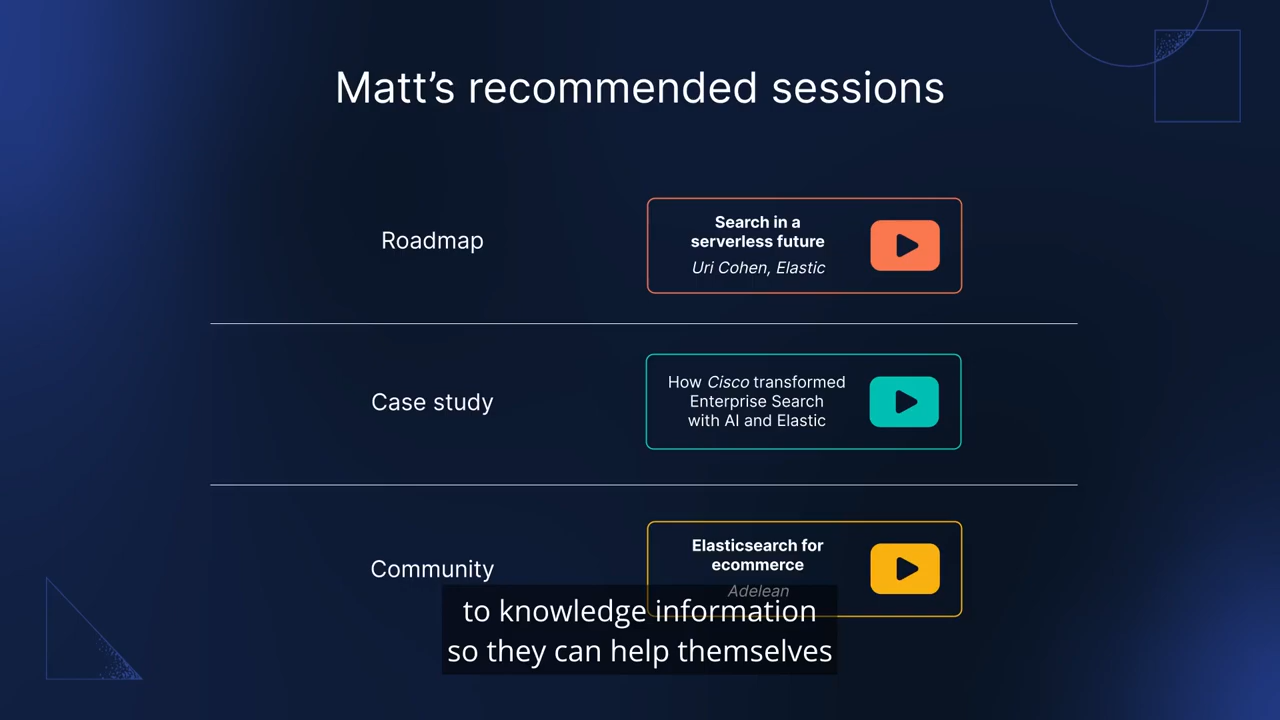 Matt’s recommended sessions
Roadmap
Search in a
serverless future
Uri Cohen, Elastic
Case study
How Cisco transformed
Enterprise Search
with AI and Elastic
Community
Elasticsearch for
ecommerce
Adelean
to knowledge information
so they can help themselves